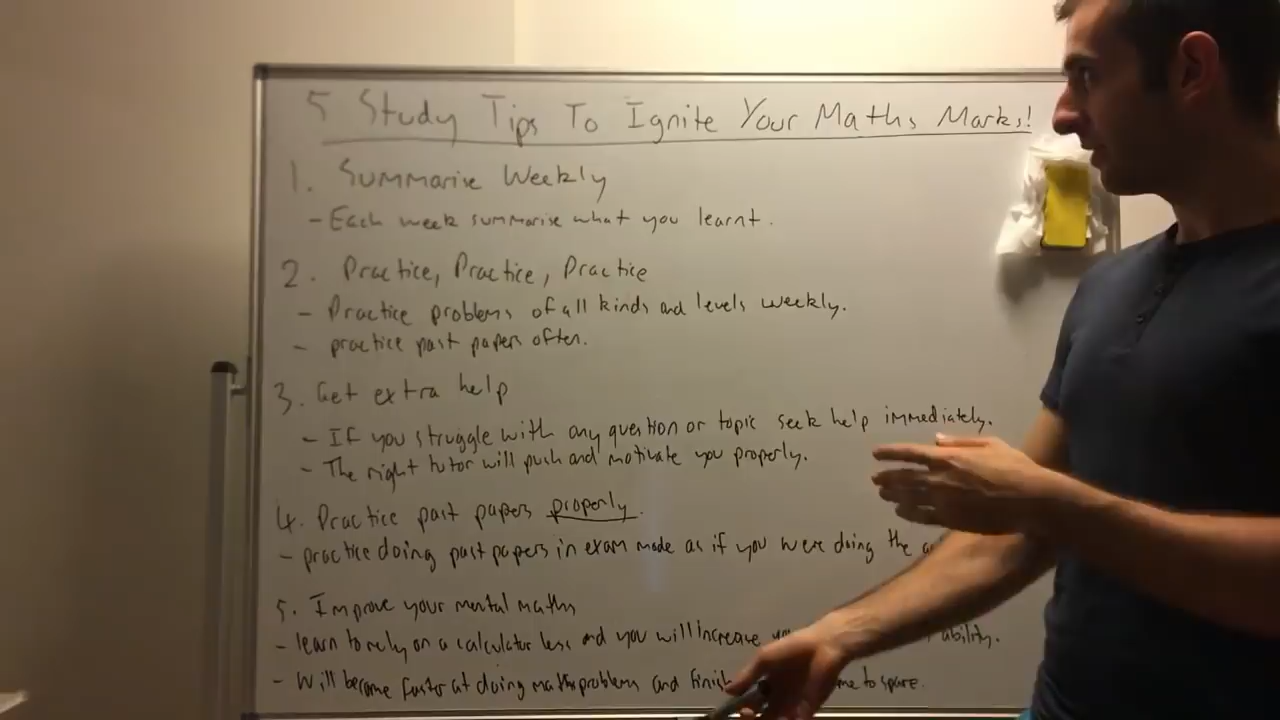 5 Study Tips To Ignite Your Maths Marks!
1. Summarise Weekly
- Each week summarise what you learnt.
2. Practice, Practice, Practice
- Practice problems of all kinds and levels weekly.
- practice past papers often.
3. Get extra help
- If you struggle with any question or topic seek help immediately.
- The right tutor will push and motivate you properly.
4. Practice past papers properly.
- practice doing past papers in exam mode as if you were doing the
5. Improve your mental maths
- learn to rely on a calculator less and you will increase ability.
- Will become faster at doing maths problems and finish to spare.